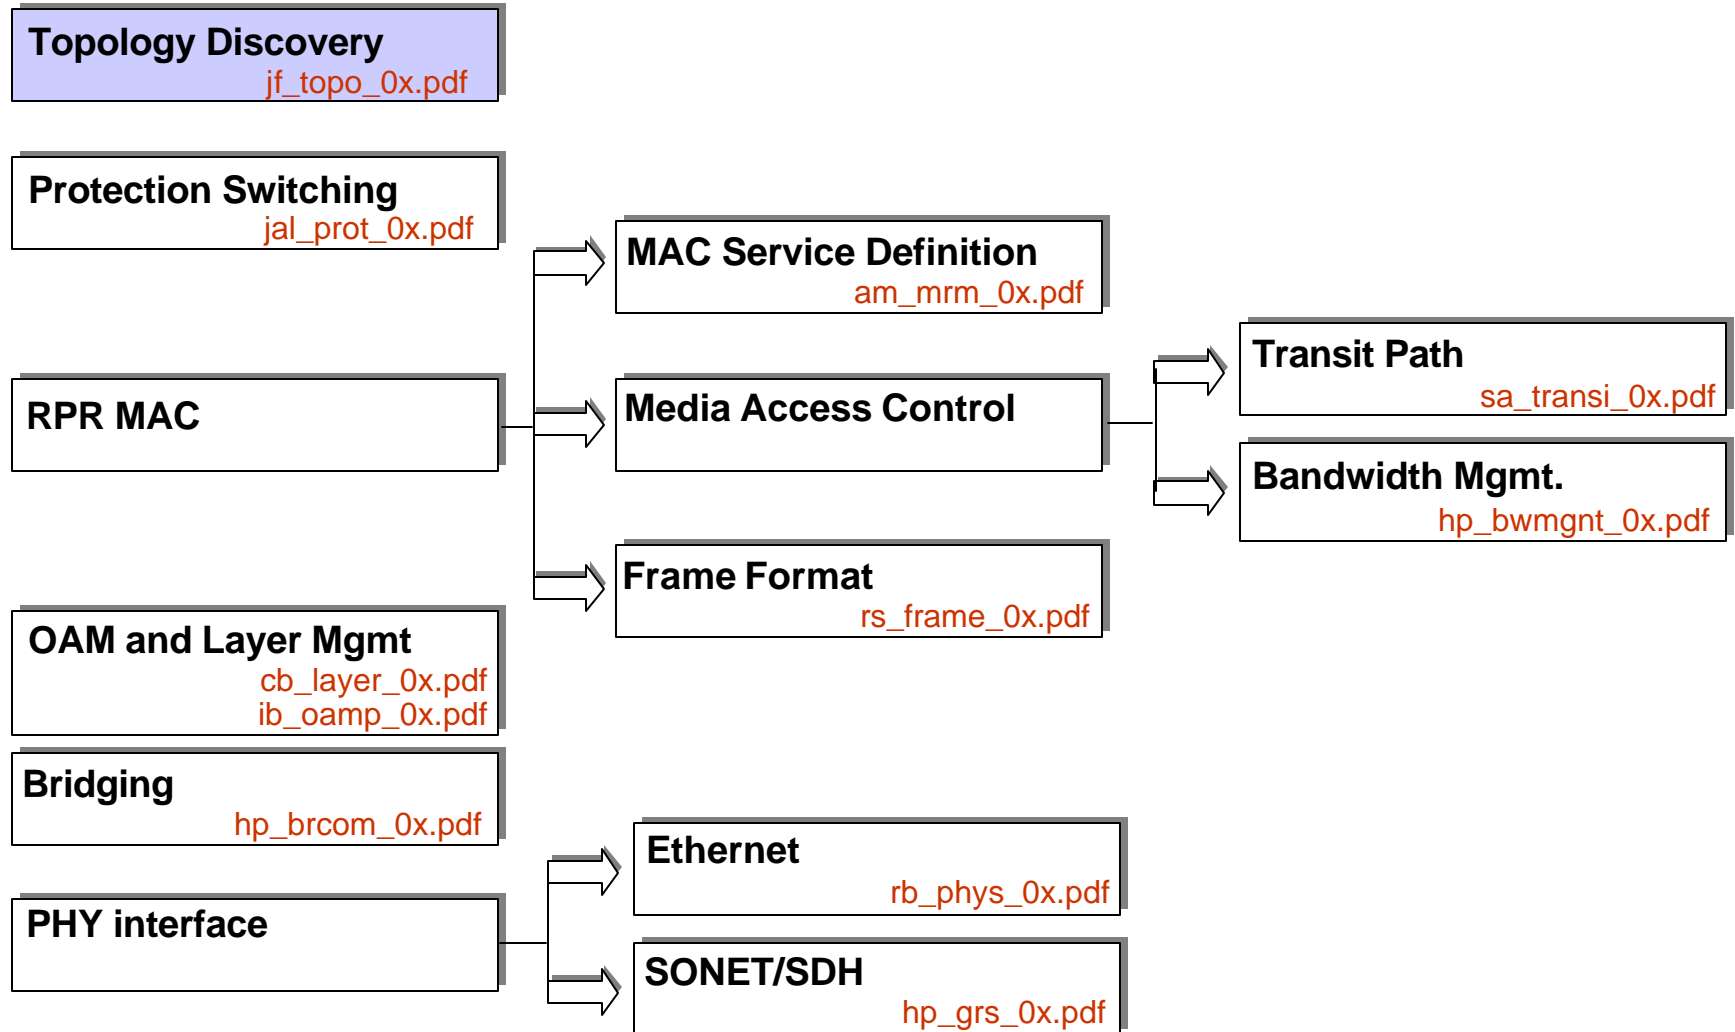 Topology Discovery
jf_topo_0x.pdf
Protection Switching
jal_prot_0x.pdf
MAC Service Definition
am_mrm_0x.pdf
Transit Path
sa_transi_0x.pdf
RPR MAC
Media Access Control
Bandwidth Mgmt.
hp_bwmgnt_0x.pdf
Frame Format
rs_frame_0x.pdf
OAM and Layer Mgmt
cb_layer_0x.pdf
ib_oamp_0x.pdf
Bridging
hp_brcom_0x.pdf
Ethernet
rb_phys_0x.pdf
PHY interface
SONET/SDH
hp_grs_0x.pdf